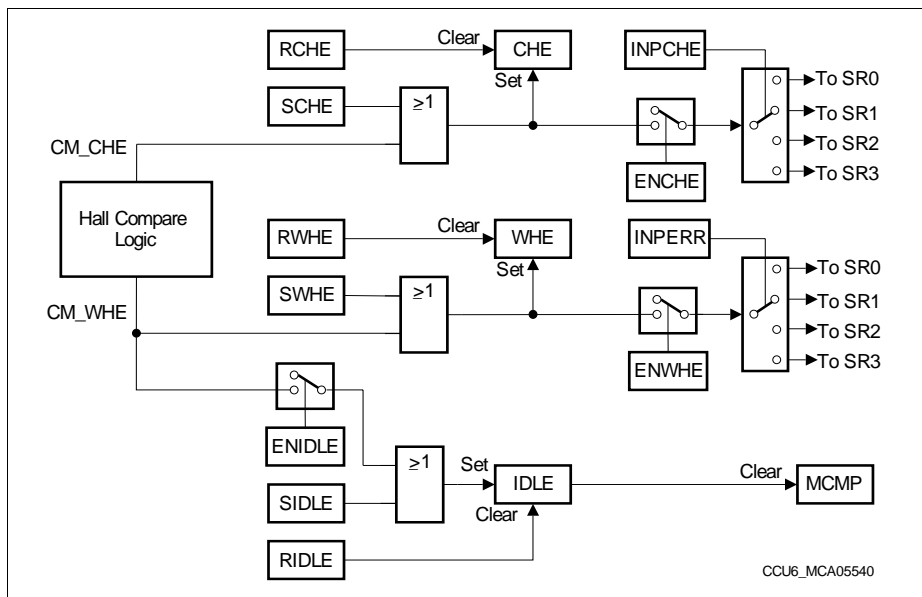 RCHE
Clear
CHE
INPCHE
Set
To SR0
SCHE
≥1
To SR1
To SR2
CM_CHE
To SR3
ENCHE
Hall Compare
Logic
RWHE
Clear
WHE
INPERR
Set
To SR0
SWHE
≥1
CM_WHE
To SR1
To SR2
ENWHE
To SR3
ENIDLE
≥1
Set
IDLE
Clear
MCMP
SIDLE
Clear
RIDLE
CCU6_MCA05540